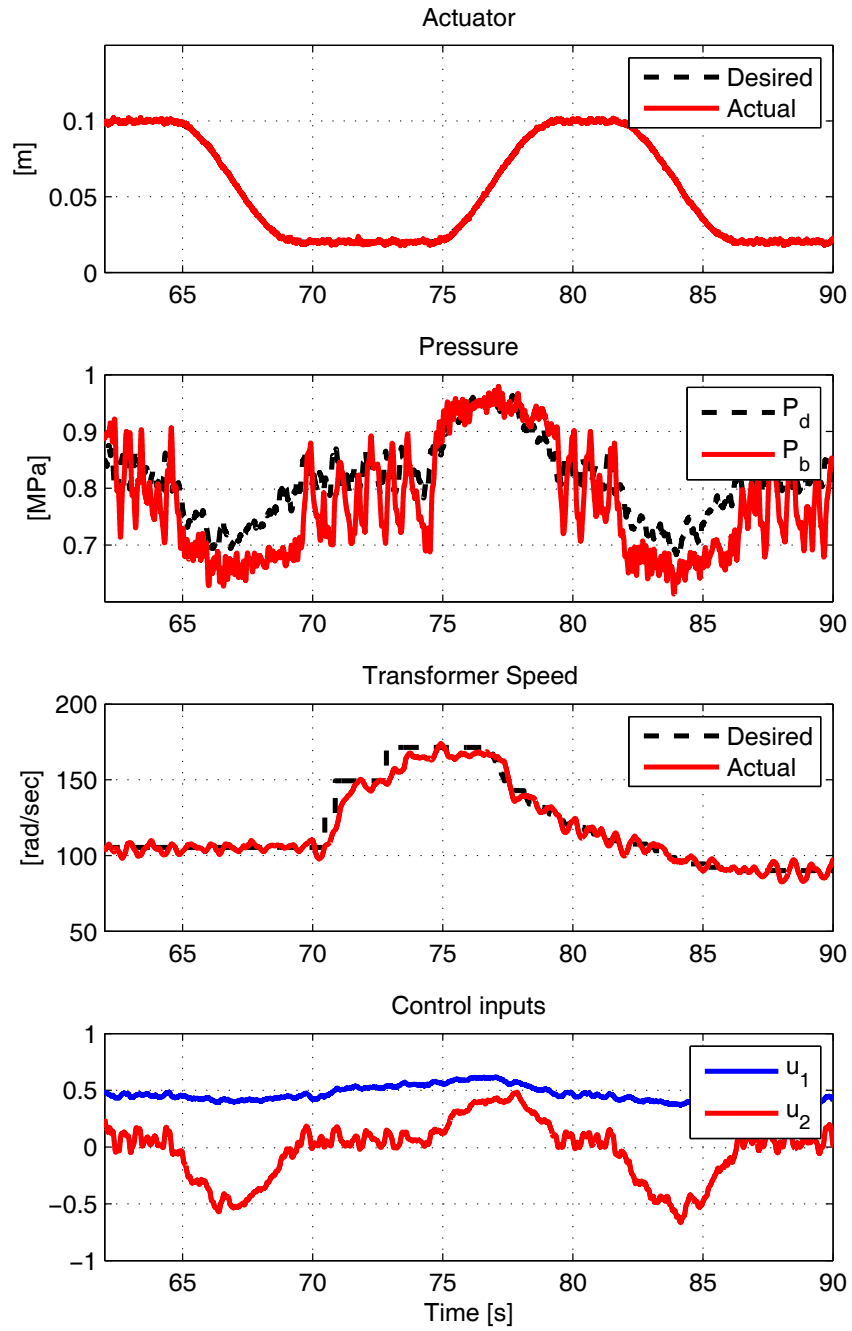 Actuator
[m]
0.1
0.05
0
Desired
Actual
65 70 75 80 85 90
Pressure
[MPa]
1
0.9
0.8
0.7
P_d
P_b
65 70 75 80 85 90
Transformer Speed
[rad/sec]
200
150
100
50
Desired
Actual
65 70 75 80 85 90
Control inputs
1
0.5
0
−0.5
−1
u_1
u_2
65 70 75 80 85 90
Time [s]